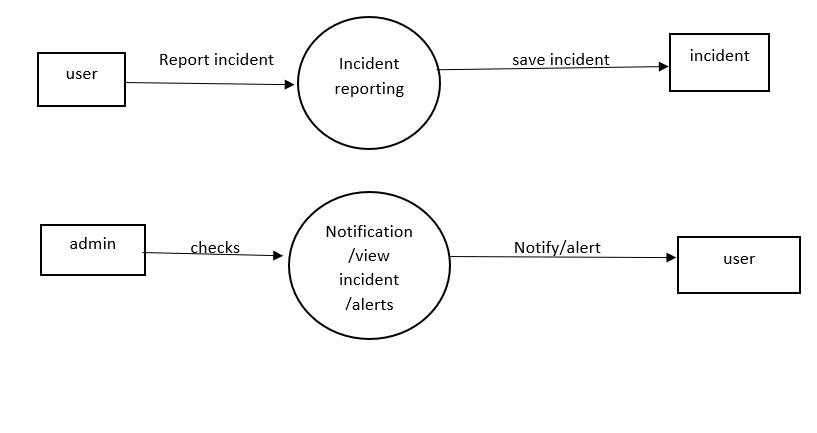 user
Report incident
Incident
reporting
save incident
incident
admin
checks
Notification
/view
incident
/alerts
Notify/alert
user